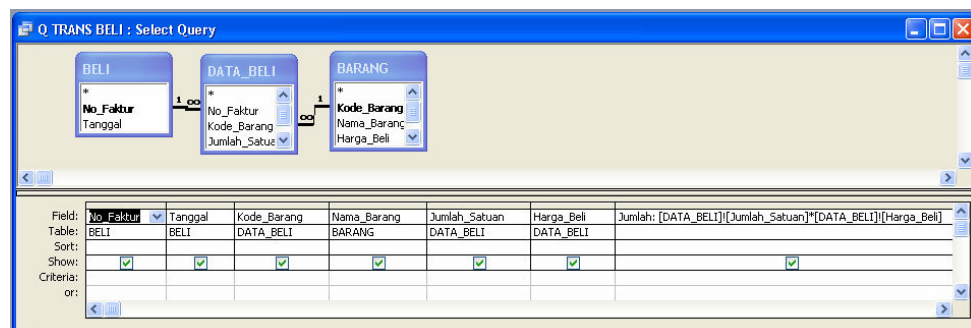 Q TRANS BELI : Select Query
BELI
*
No_Faktur
Tanggal
1 ∞
DATA_BELI
*
No_Faktur
Kode_Barang
Jumlah_Satua
∞ 1
BARANG
*
Kode_Barang
Nama_Barang
Harga_Beli
Field: No_Faktur Tanggal Kode_Barang Nama_Barang Jumlah_Satuan Harga_Beli Jumlah: [DATA_BELI]![Jumlah_Satuan]*[DATA_BELI]![Harga_Beli]
Table: BELI BELI DATA_BELI BARANG DATA_BELI DATA_BELI
Sort:
Show:
Criteria:
or: